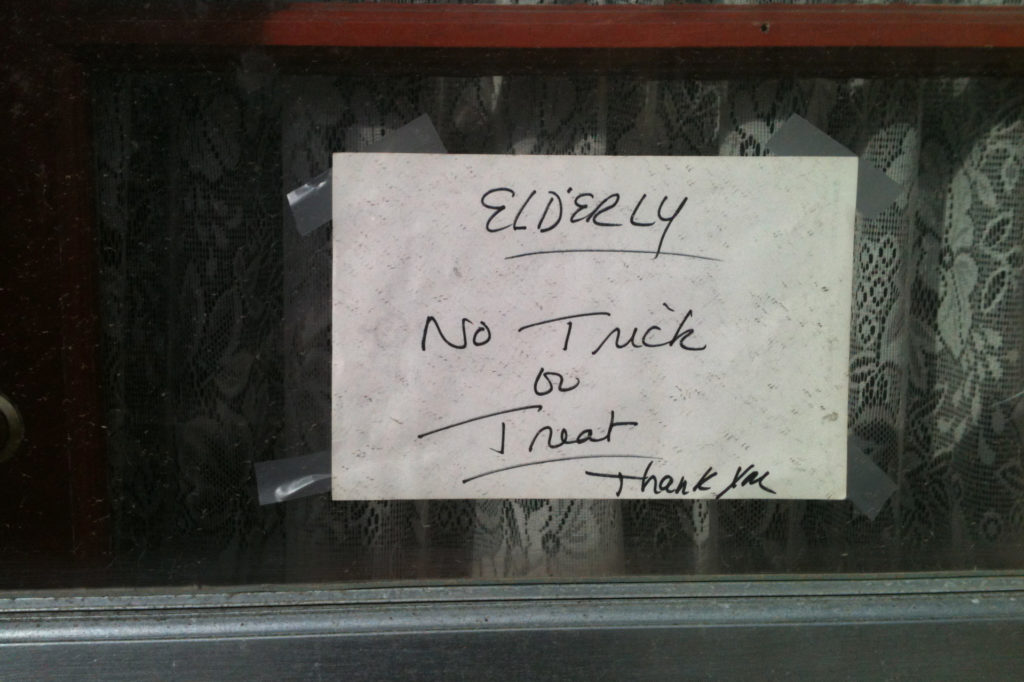 ELDERLY
No Trick
or
Treat
Thank You